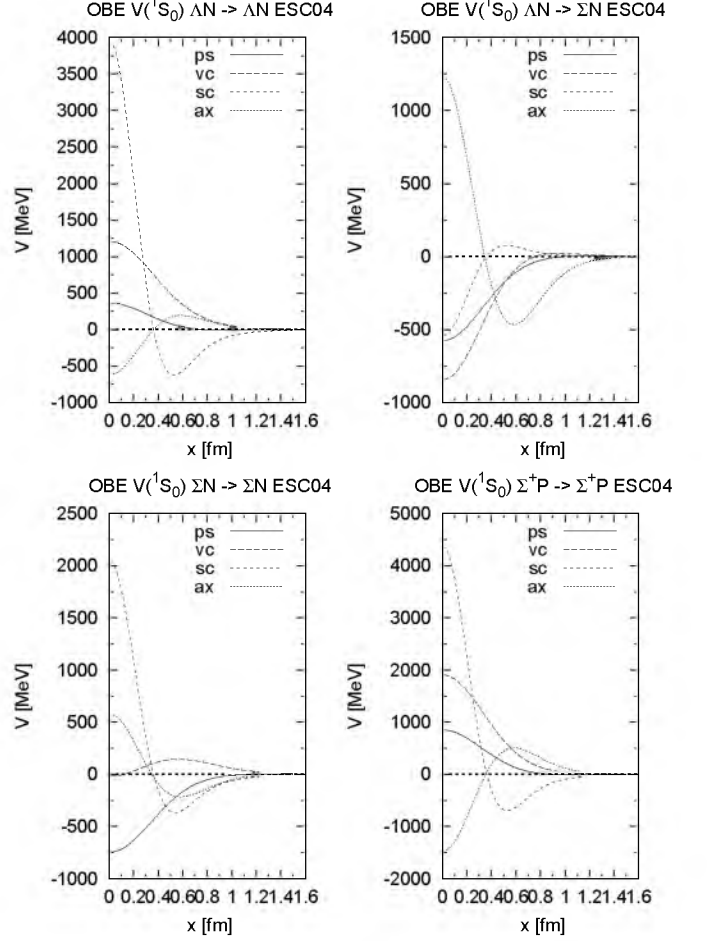 OBE V(¹S₀) ΛN -> ΛN ESC04
4000
3500
3000
2500
2000
1500
1000
500
0
-500
-1000
V [MeV]
ps
vc
sc
ax
0 0.20.40.60.8 1 1.21.41.6
x [fm]
OBE V(¹S₀) ΛN -> ΣN ESC04
1500
1000
500
0
-500
-1000
V [MeV]
ps
vc
sc
ax
0 0.20.40.60.8 1 1.21.41.6
x [fm]
OBE V(¹S₀) ΣN -> ΣN ESC04
2500
2000
1500
1000
500
0
-500
-1000
V [MeV]
ps
vc
sc
ax
0 0.20.40.60.8 1 1.21.41.6
x [fm]
OBE V(¹S₀) Σ⁺P -> Σ⁺P ESC04
5000
4000
3000
2000
1000
0
-1000
-2000
V [MeV]
ps
vc
sc
ax
0 0.20.40.60.8 1 1.21.41.6
x [fm]